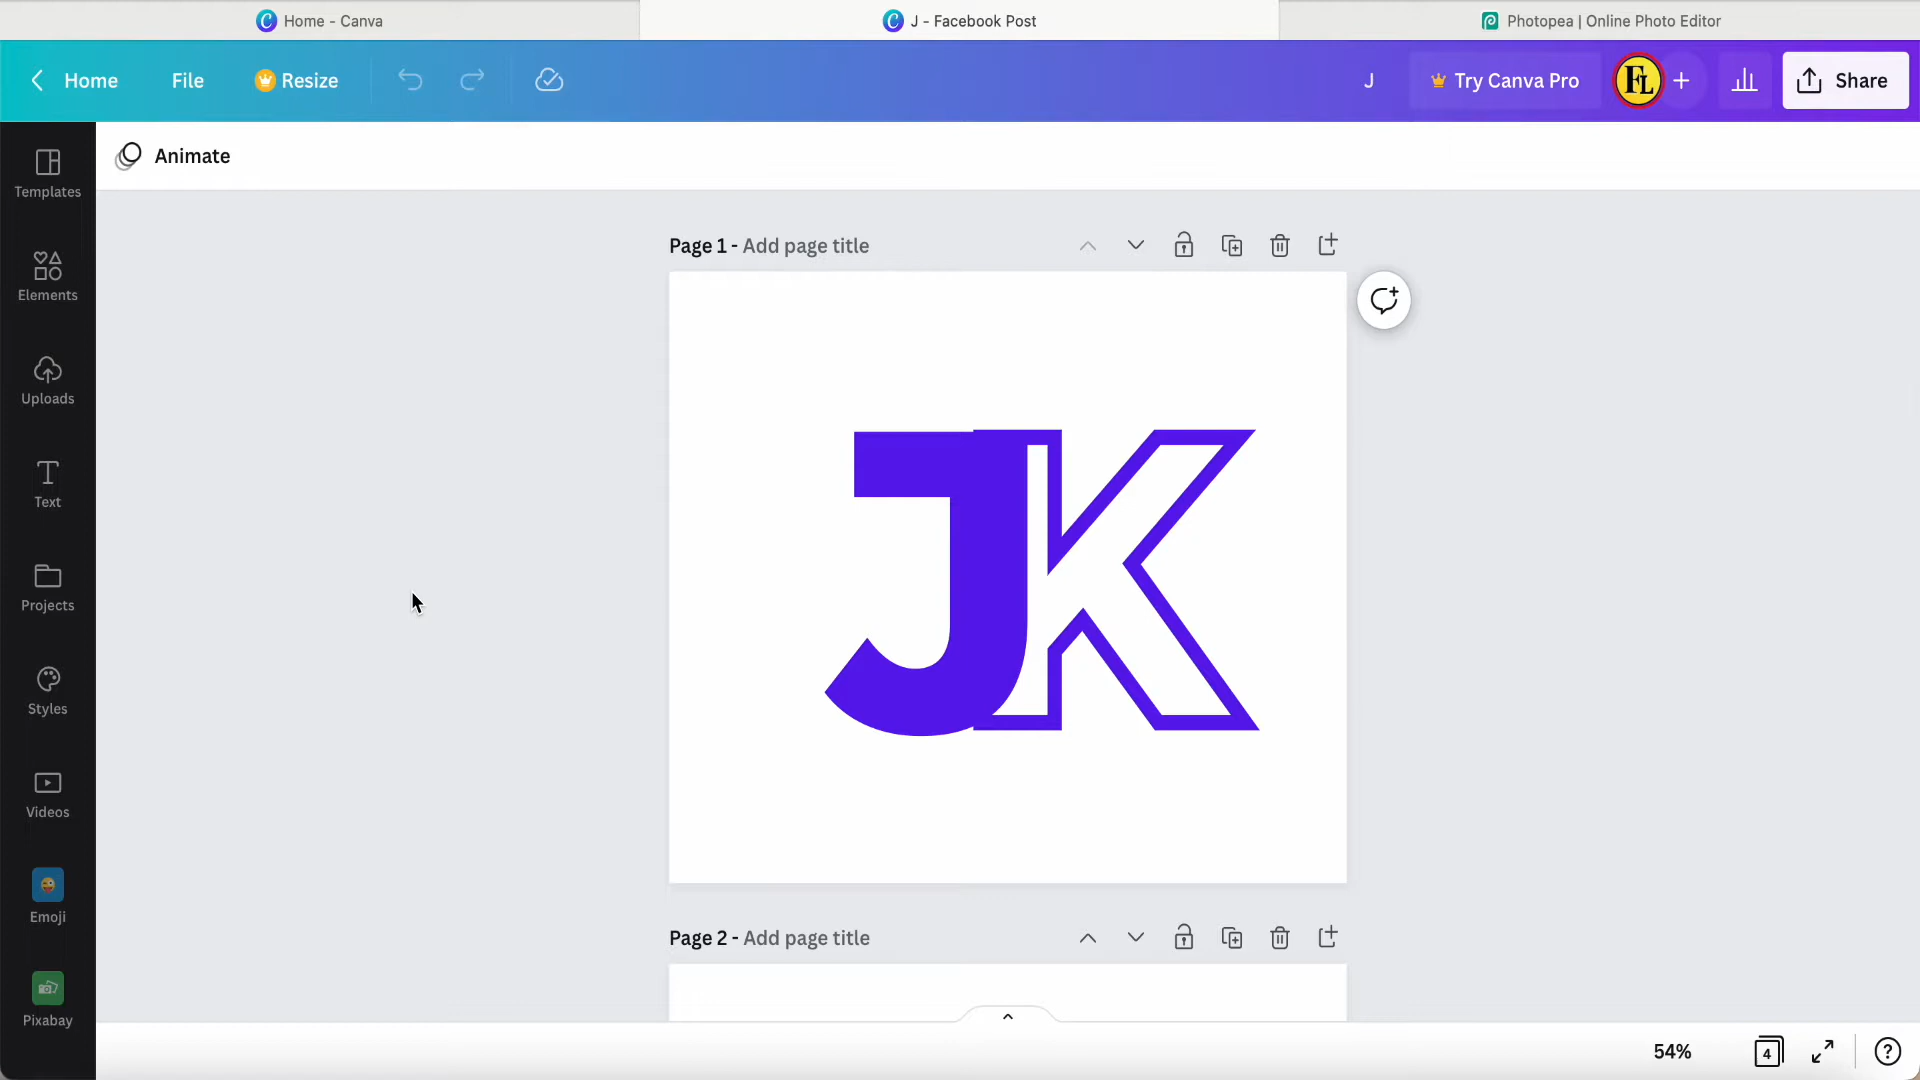 Home - Canva
J - Facebook Post
Photopea | Online Photo Editor
Home
File
Resize
J
Try Canva Pro
FL
Share
Templates
Animate
Elements
Uploads
Text
Projects
Styles
Videos
Emoji
Pixabay
Page 1 - Add page title
JK
Page 2 - Add page title
54%
4
?